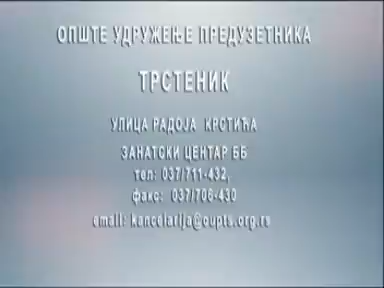 ОПШТЕ УДРУЖЕЊЕ ПРЕДУЗЕТНИКА
ТРСТЕНИК
УЛИЦА РАДОЈА КРСТИЋА
ЗАНАТСКИ ЦЕНТАР ББ
тел: 037/711-432,
факс: 037/706-430
email: kancelarija@oupts.org.rs